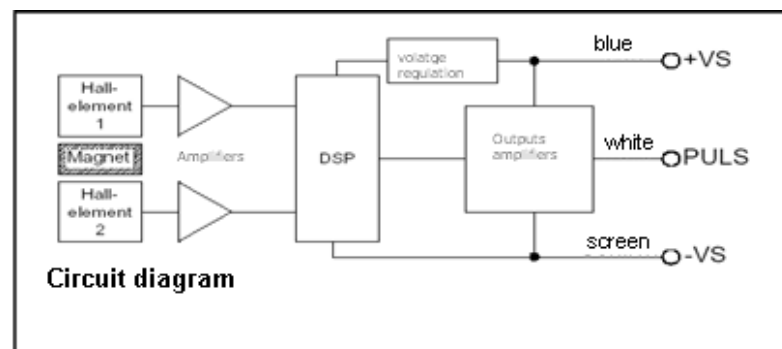 volatge
regulation
blue
+VS
Hall-
element
1
Magnet
Amplifiers
DSP
Outputs
amplifiers
white
PULS
Hall-
element
2
screen
-VS
Circuit diagram